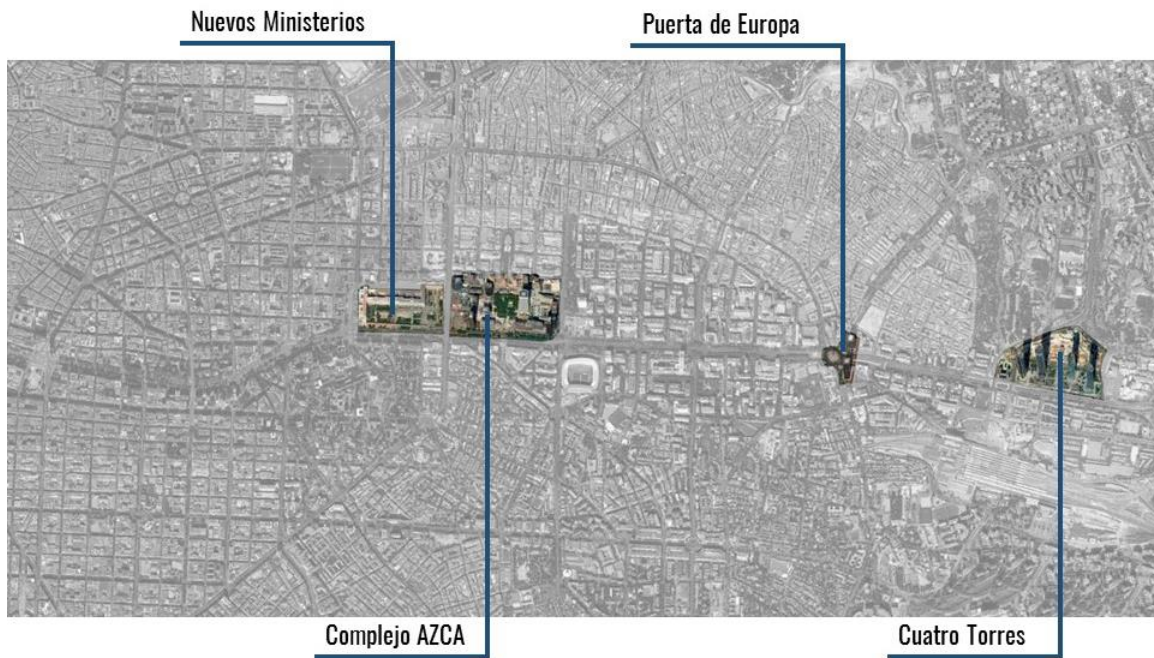 Nuevos Ministerios
Puerta de Europa
Complejo AZCA
Cuatro Torres